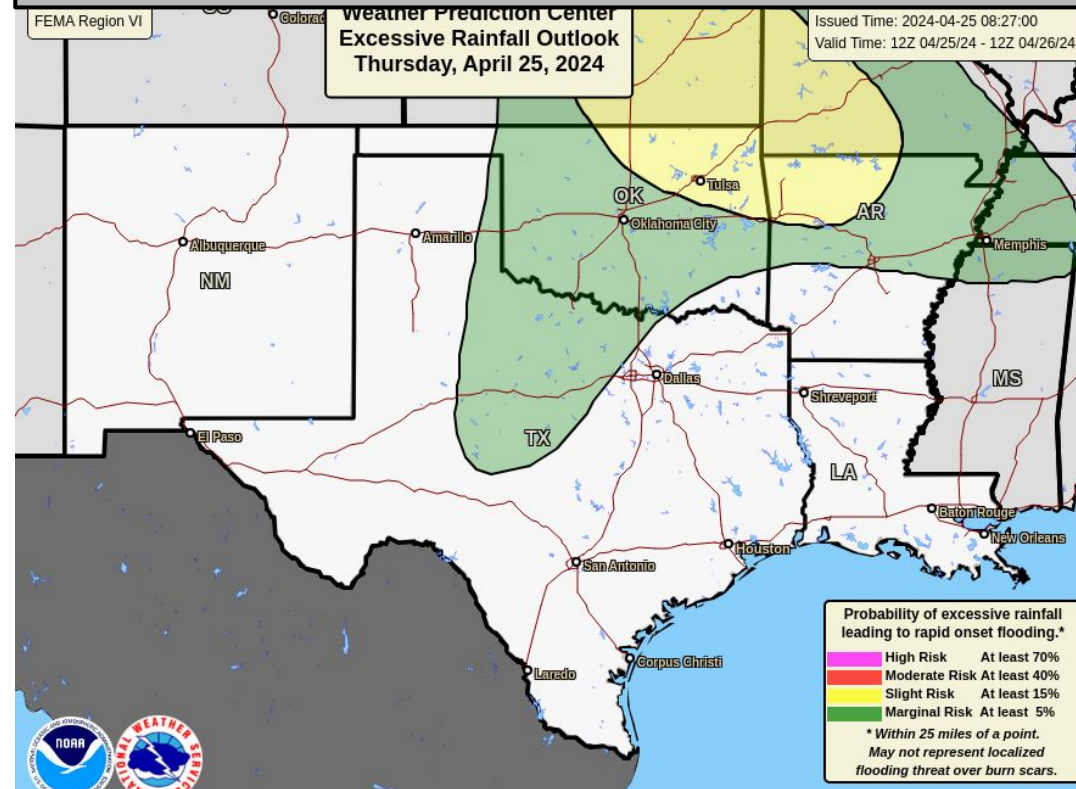 FEMA Region VI
Colorad
Weather Prediction Center
Excessive Rainfall Outlook
Thursday, April 25, 2024
Issued Time: 2024-04-25 08:27:00
Valid Time: 12Z 04/25/24 - 12Z 04/26/24
Tulsa
OK
Oklahoma City
AR
Memphis
Albuquerque
Amarillo
NM
Dallas
MS
Shreveport
El Paso
TX
LA
Baton Rouge
New Orleans
Houston
San Antonio
Corpus Christi
Laredo
Probability of excessive rainfall
leading to rapid onset flooding.*
High Risk At least 70%
Moderate Risk At least 40%
Slight Risk At least 15%
Marginal Risk At least 5%
* Within 25 miles of a point.
May not represent localized
flooding threat over burn scars.
NOAA
NATIONAL WEATHER SERVICE